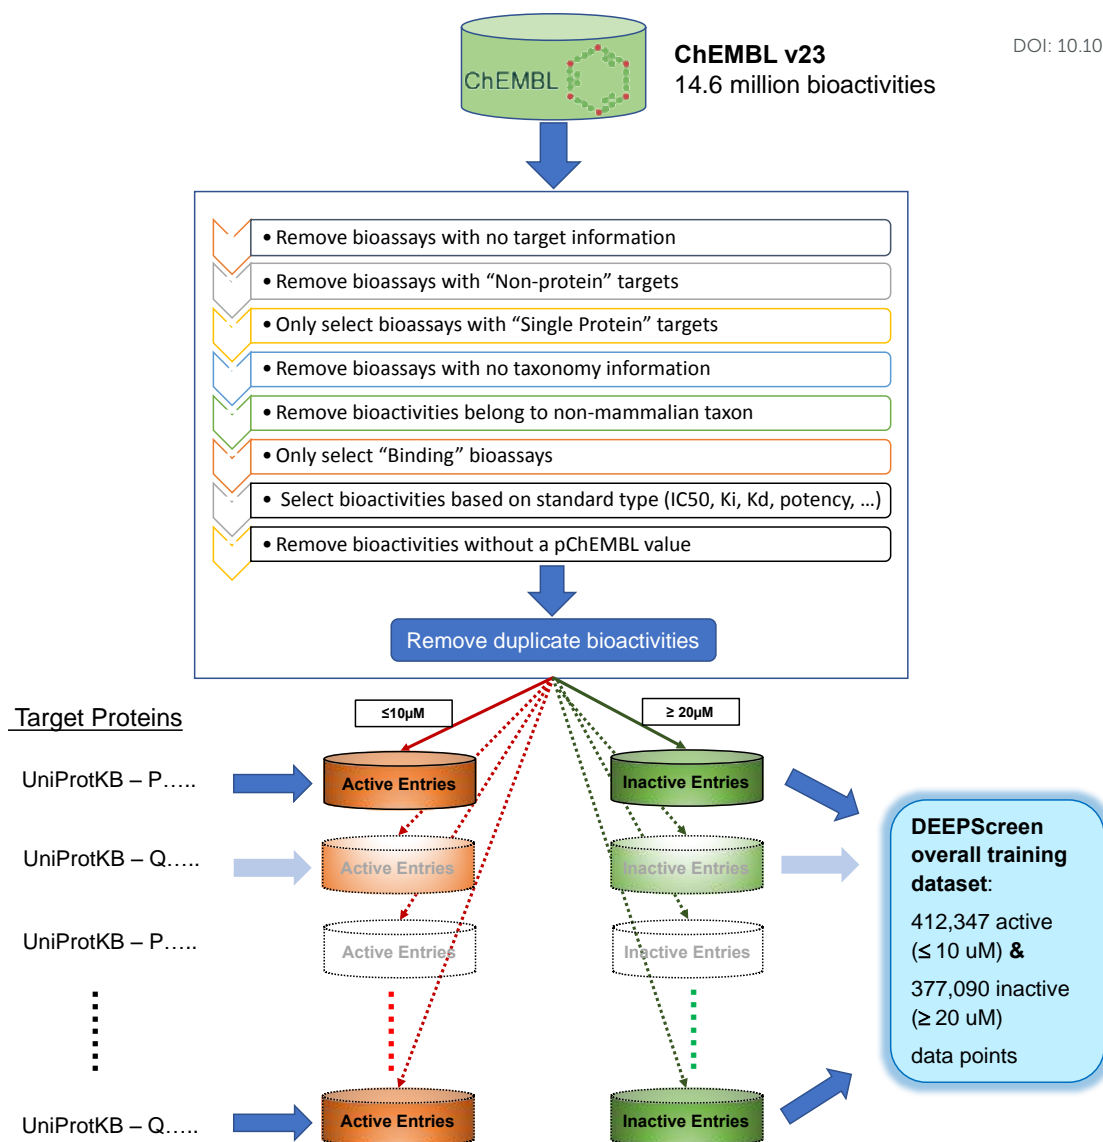 ChEMBL
ChEMBL v23
14.6 million bioactivities
DOI: 10.10
• Remove bioassays with no target information
• Remove bioassays with “Non-protein” targets
• Only select bioassays with “Single Protein” targets
• Remove bioassays with no taxonomy information
• Remove bioactivities belong to non-mammalian taxon
• Only select “Binding” bioassays
• Select bioactivities based on standard type (IC50, Ki, Kd, potency, …)
• Remove bioactivities without a pChEMBL value
Remove duplicate bioactivities
Target Proteins
≤10µM
≥ 20µM
UniProtKB – P…..
Active Entries
Inactive Entries
UniProtKB – Q…..
Active Entries
Inactive Entries
UniProtKB – P…..
Active Entries
Inactive Entries
UniProtKB – Q…..
Active Entries
Inactive Entries
DEEPScreen
overall training
dataset:
412,347 active
(≤ 10 uM) &
377,090 inactive
(≥ 20 uM)
data points